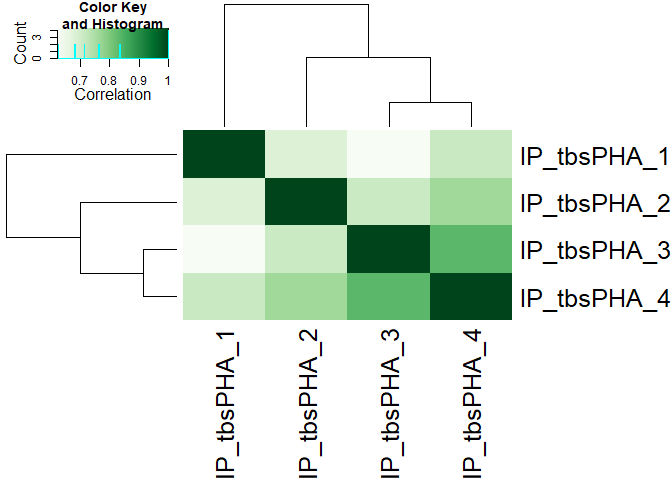 Color Key
and Histogram
Count
0 3
0.7 0.8 0.9 1
Correlation
IP_tbsPHA_1
IP_tbsPHA_2
IP_tbsPHA_3
IP_tbsPHA_4
IP_tbsPHA_1
IP_tbsPHA_2
IP_tbsPHA_3
IP_tbsPHA_4